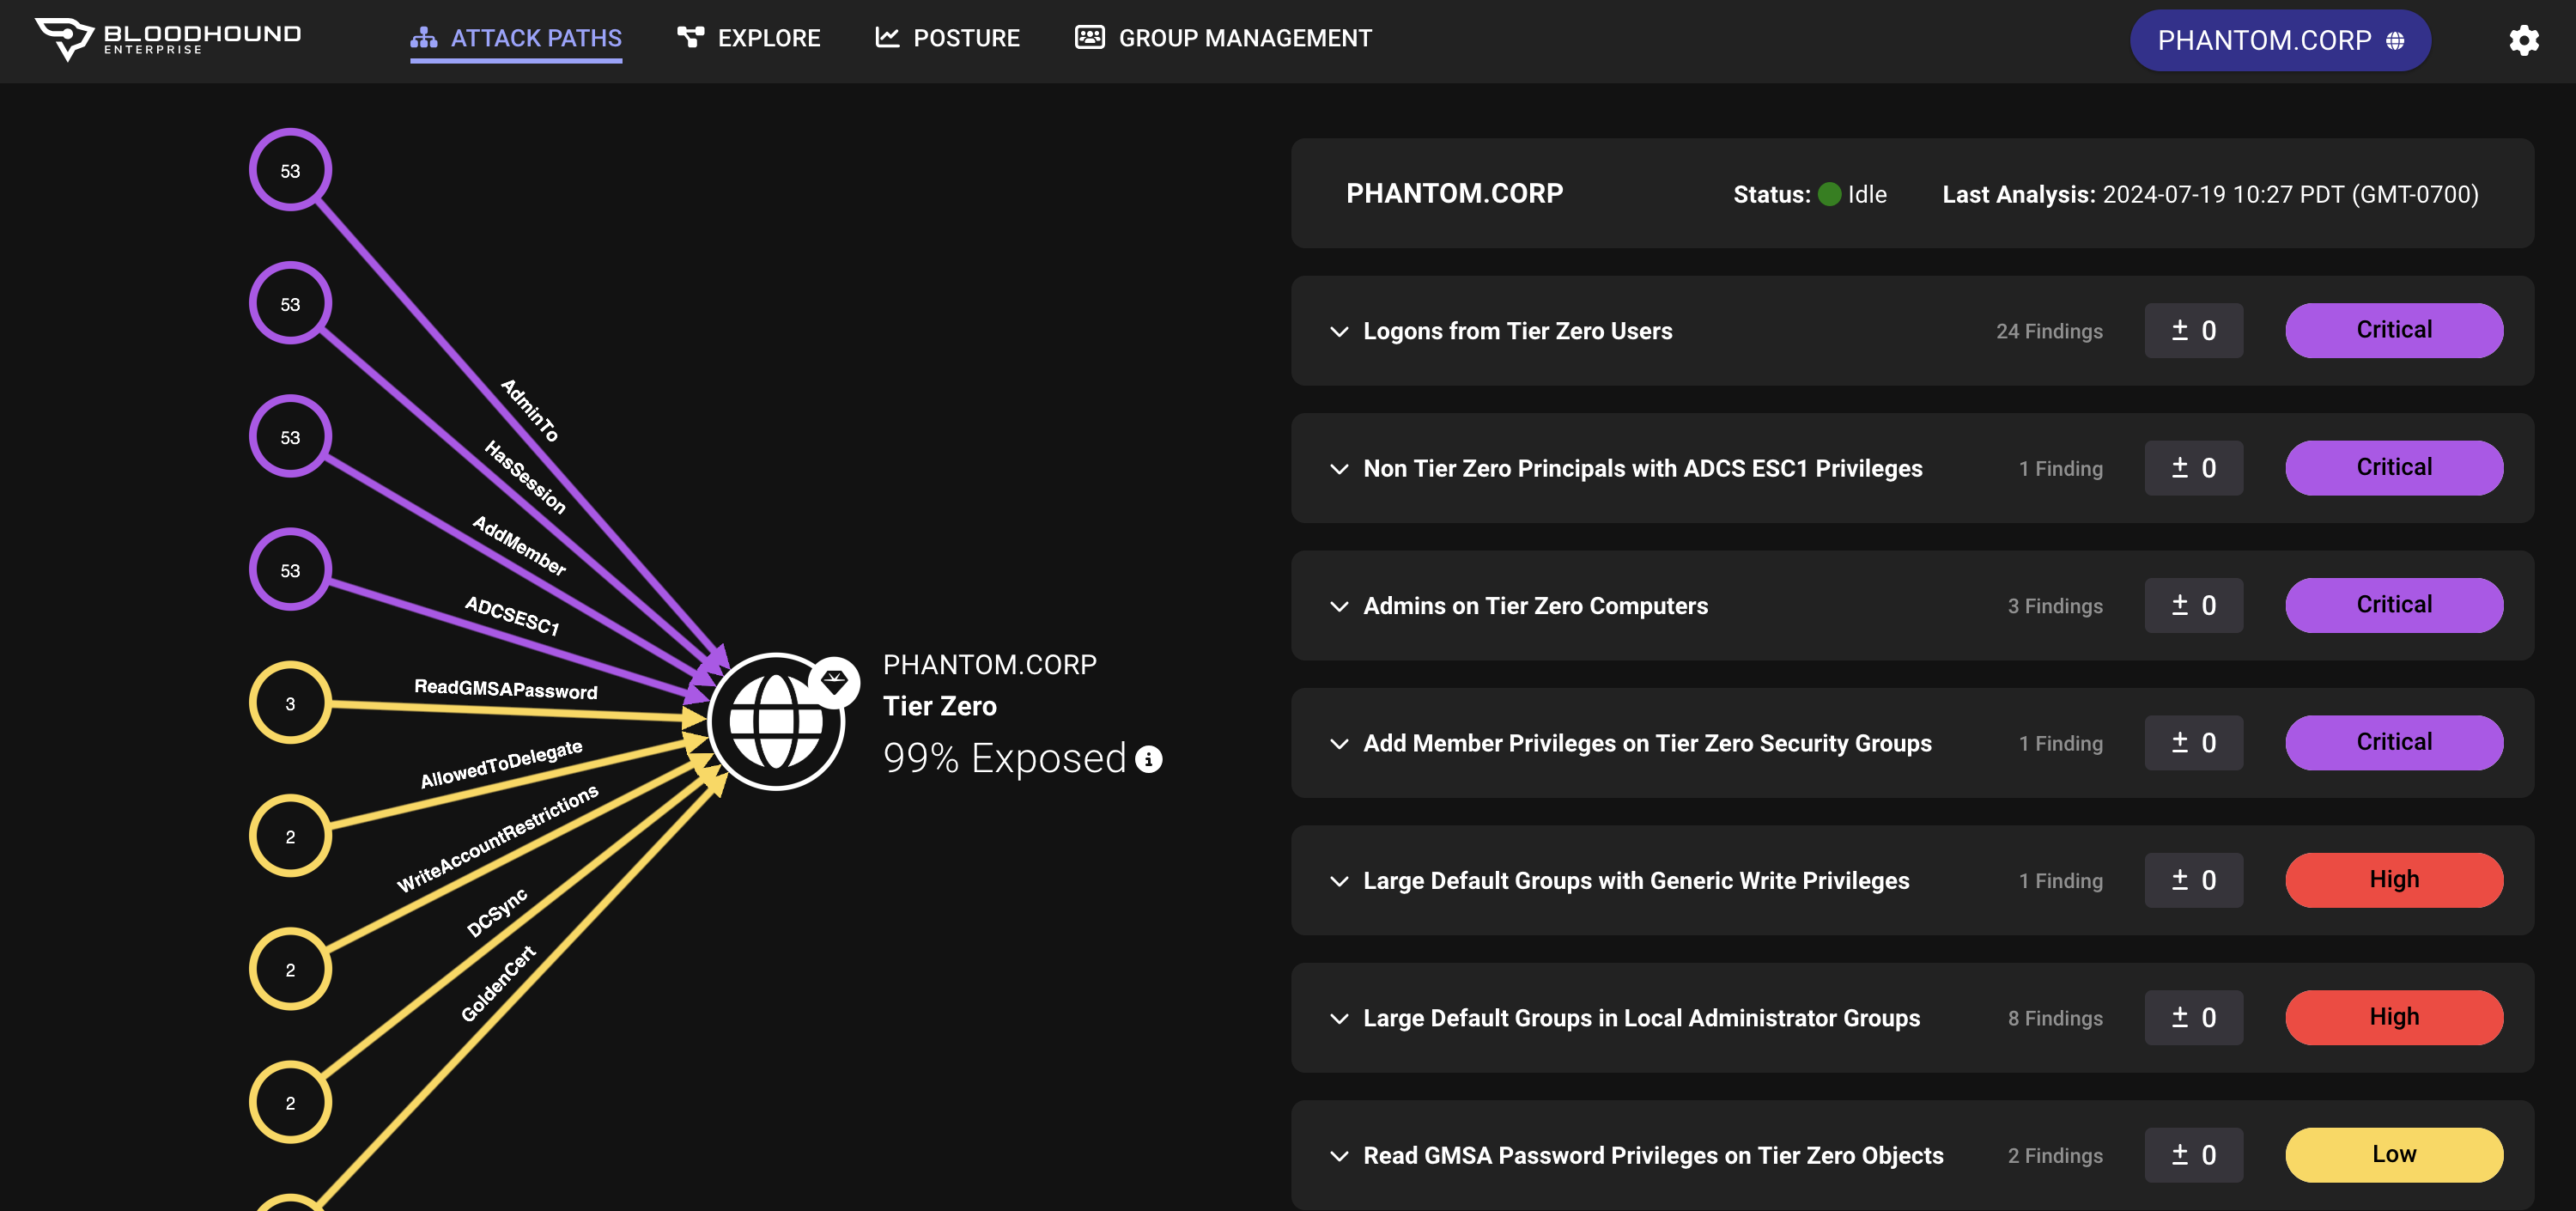 BLOODHOUND
ENTERPRISE
ATTACK PATHS
EXPLORE
POSTURE
GROUP MANAGEMENT
PHANTOM.CORP
53
53
53
53
3
2
2
2
AdminTo
HasSession
AddMember
ADCSESC1
ReadGMSAPassword
AllowedToDelegate
WriteAccountRestrictions
DCSync
GoldenCert
PHANTOM.CORP
Tier Zero
99% Exposed
PHANTOM.CORP
Status: Idle
Last Analysis: 2024-07-19 10:27 PDT (GMT-0700)
Logons from Tier Zero Users 24 Findings ± 0 Critical
Non Tier Zero Principals with ADCS ESC1 Privileges 1 Finding ± 0 Critical
Admins on Tier Zero Computers 3 Findings ± 0 Critical
Add Member Privileges on Tier Zero Security Groups 1 Finding ± 0 Critical
Large Default Groups with Generic Write Privileges 1 Finding ± 0 High
Large Default Groups in Local Administrator Groups 8 Findings ± 0 High
Read GMSA Password Privileges on Tier Zero Objects 2 Findings ± 0 Low